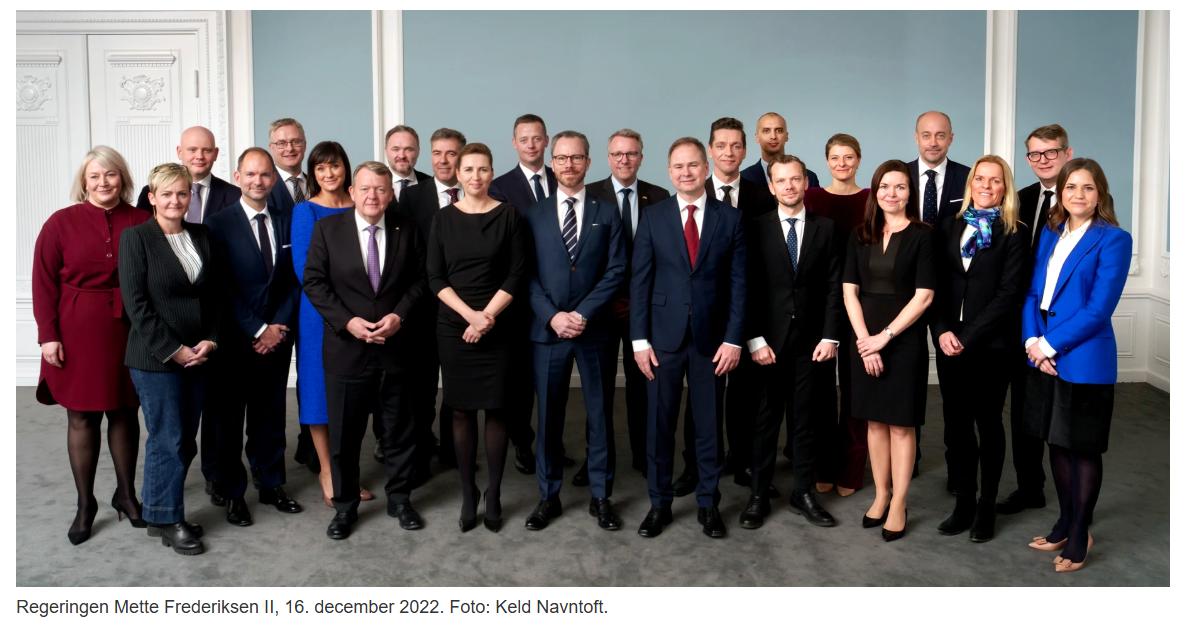 Regeringen Mette Frederiksen II, 16. december 2022. Foto: Keld Navntoft.